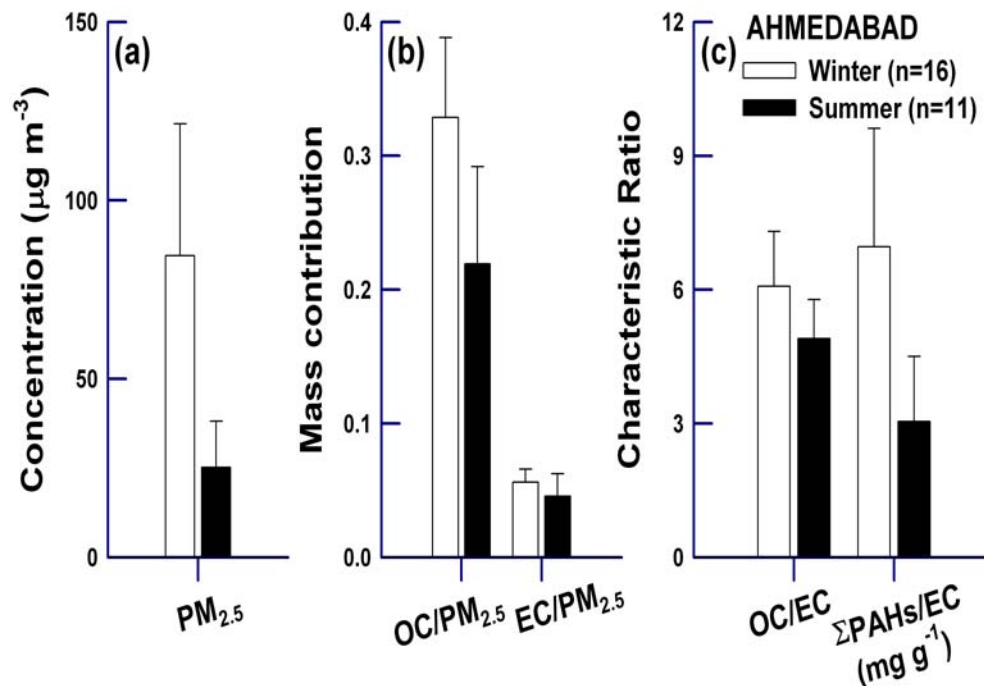 Concentration (μg m⁻³)
150
100
50
0
(a)
PM₂.₅
Mass contribution
0.4
0.3
0.2
0.1
0.0
(b)
OC/PM₂.₅
EC/PM₂.₅
Characteristic Ratio
12
9
6
3
0
(c)
AHMEDABAD
Winter (n=16)
Summer (n=11)
OC/EC
ΣPAHs/EC
(mg g⁻¹)